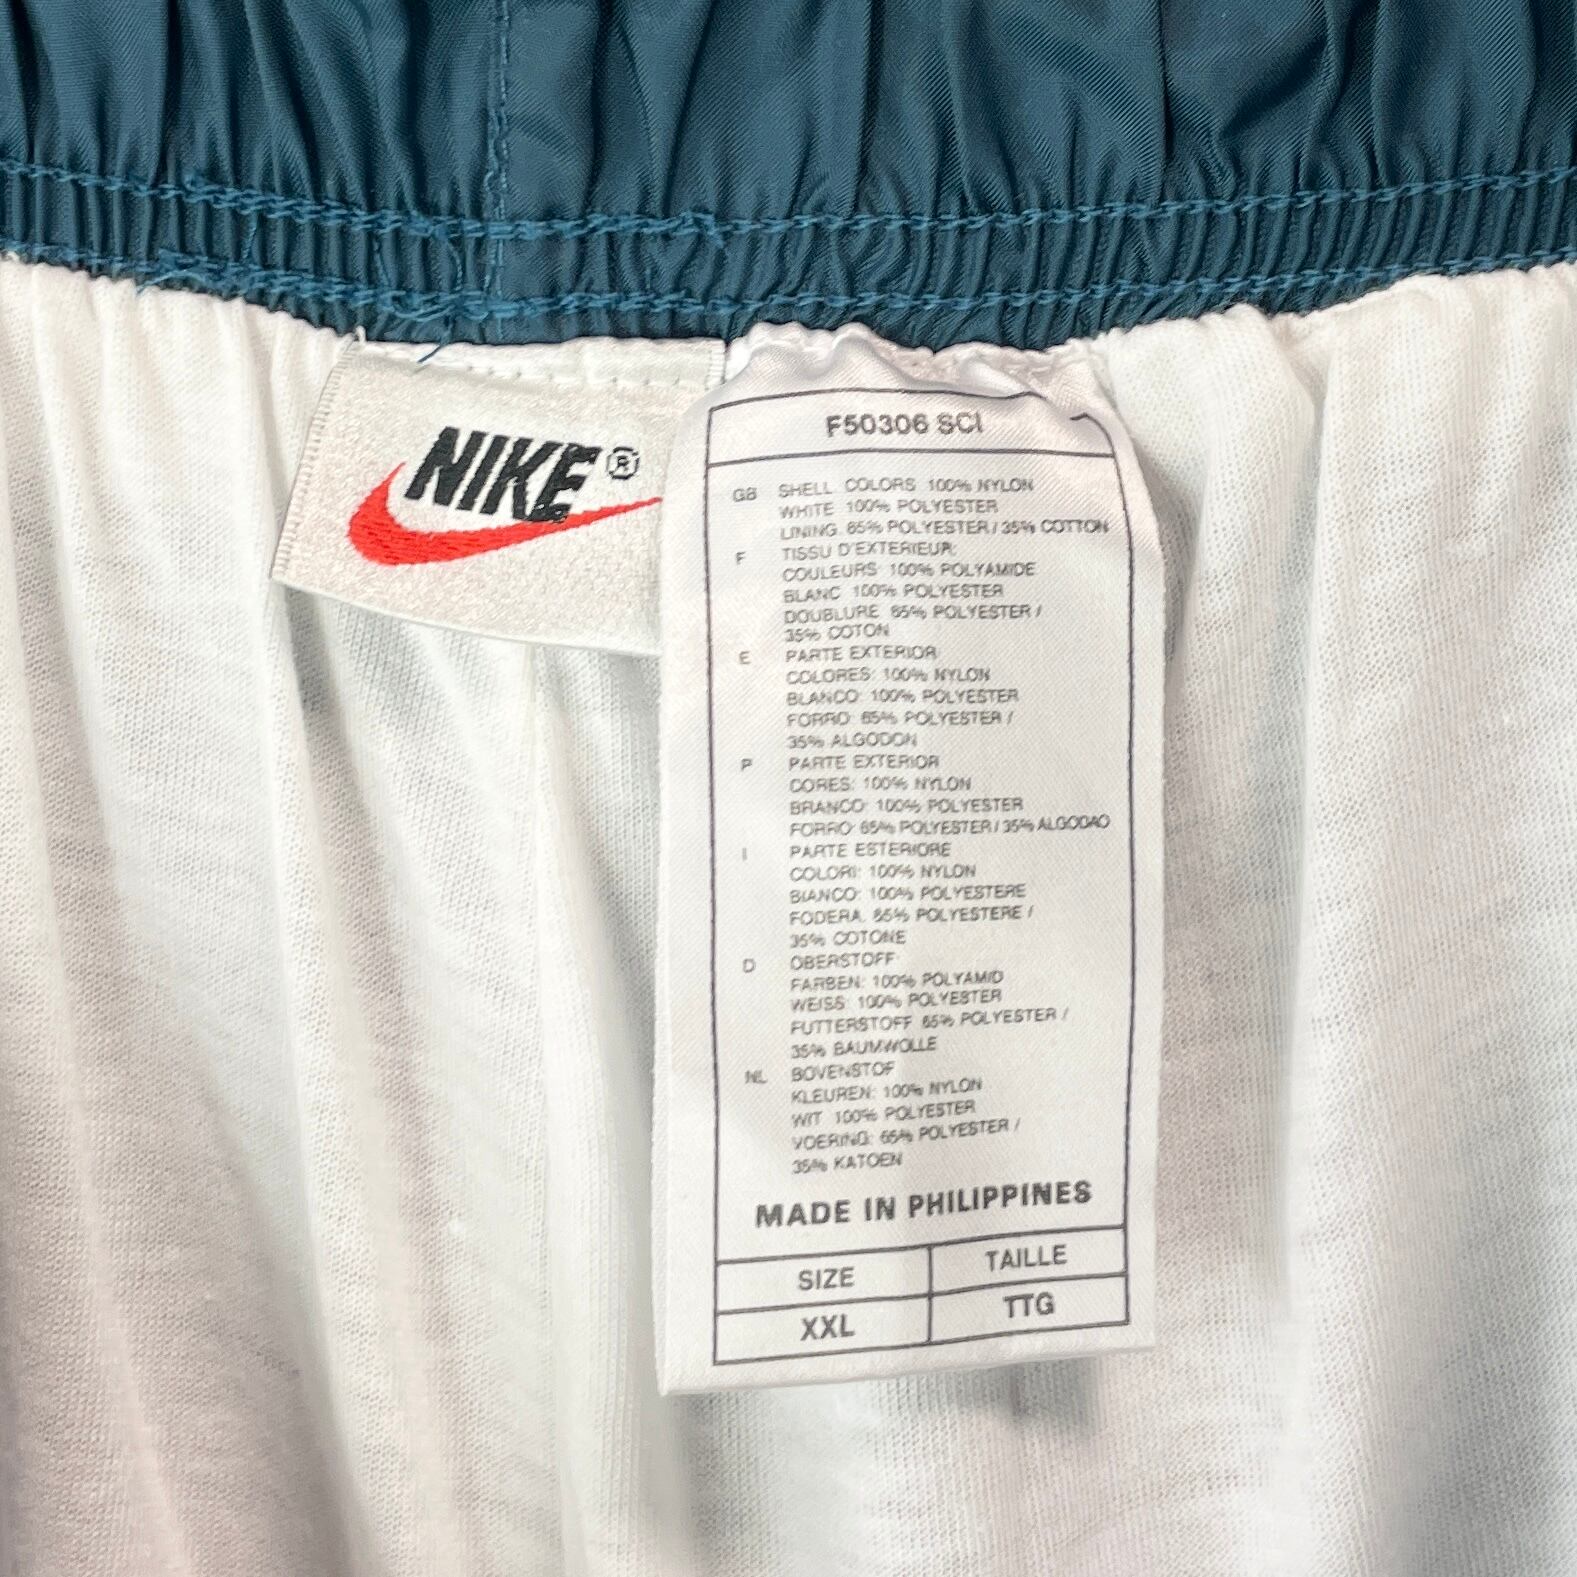 NIKE®
F50306 SCI
GB SHELL COLORS 100% NYLON
WHITE 100% POLYESTER
LINING. 65% POLYESTER / 35% COTTON
F TISSU D'EXTERIEUR:
COULEURS 100% POLYAMIDE
BLANC 100% POLYESTER
DOUBLURE 65% POLYESTER /
35% COTON
E PARTE EXTERIOR
COLORES: 100% NYLON
BLANCO: 100% POLYESTER
FORRO: 65% POLYESTER /
35% ALGODON
P PARTE EXTERIOR
CORES: 100% NYLON
BRANCO: 100% POLYESTER
FORRO: 65% POLYESTER / 35% ALGODAO
I PARTE ESTERIORE
COLORI: 100% NYLON
BIANCO: 100% POLYESTERE
FODERA. 65% POLYESTERE /
35% COTONE
D OBERSTOFF
FARBEN: 100% POLYAMID
WEISS: 100% POLYESTER
FUTTERSTOFF 65% POLYESTER /
35% BAUMWOLLE
NL BOVENSTOF
KLEUREN: 100% NYLON
WIT 100% POLYESTER
VOERING: 65% POLYESTER /
35% KATOEN
MADE IN PHILIPPINES
SIZE TAILLE
XXL TTG